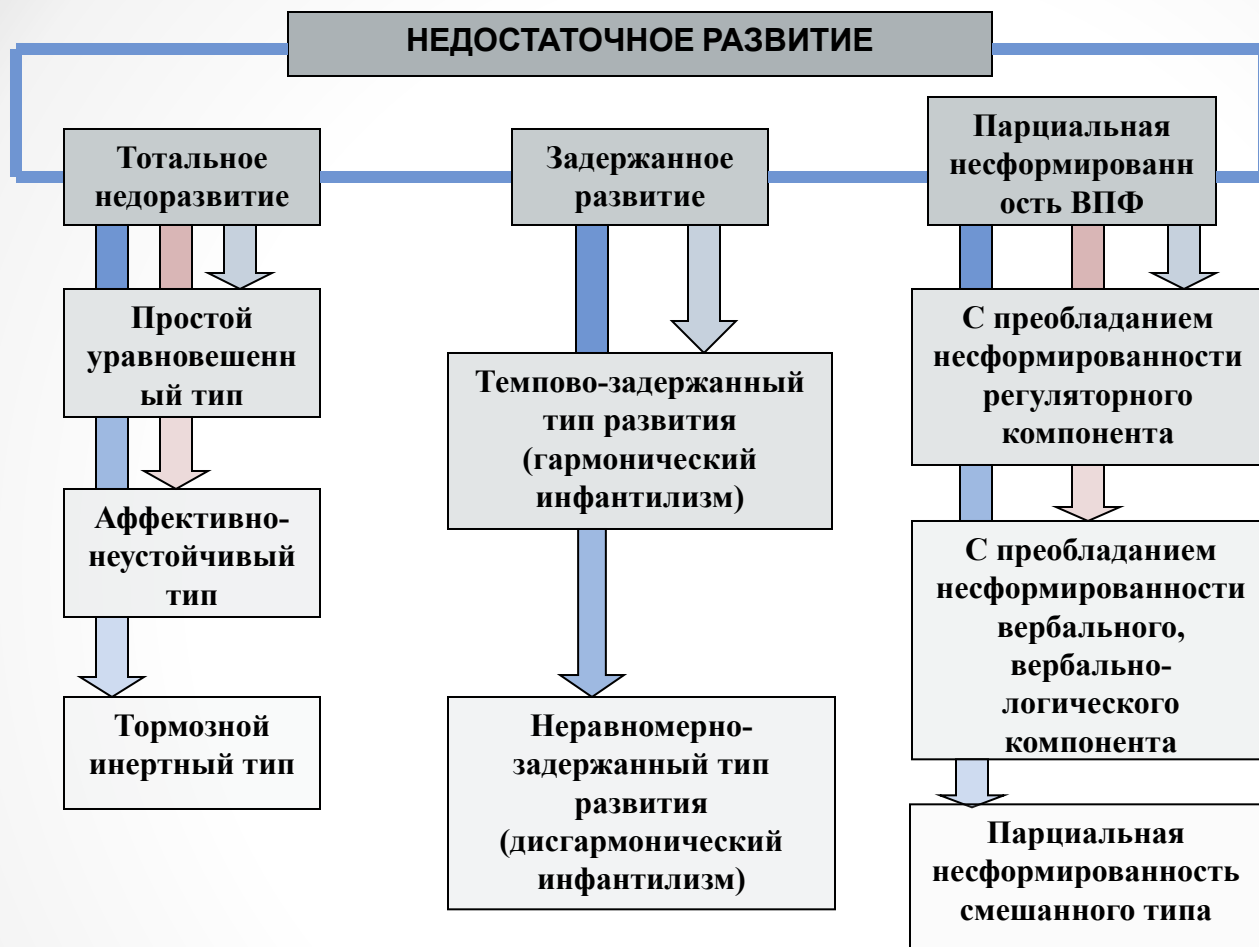 НЕДОСТАТОЧНОЕ РАЗВИТИЕ
Тотальное
недоразвитие
Простой
уравновешенн
ый тип
Аффективно-
неустойчивый
тип
Тормозной
инертный тип
Задержанное
развитие
Темпово-задержанный
тип развития
(гармонический
инфантилизм)
Неравномерно-
задержанный тип
развития
(дисгармонический
инфантилизм)
Парциальная
несформированн
ость ВПФ
С преобладанием
несформированности
регуляторного
компонента
С преобладанием
несформированности
вербального,
вербально-
логического
компонента
Парциальная
несформированность
смешанного типа